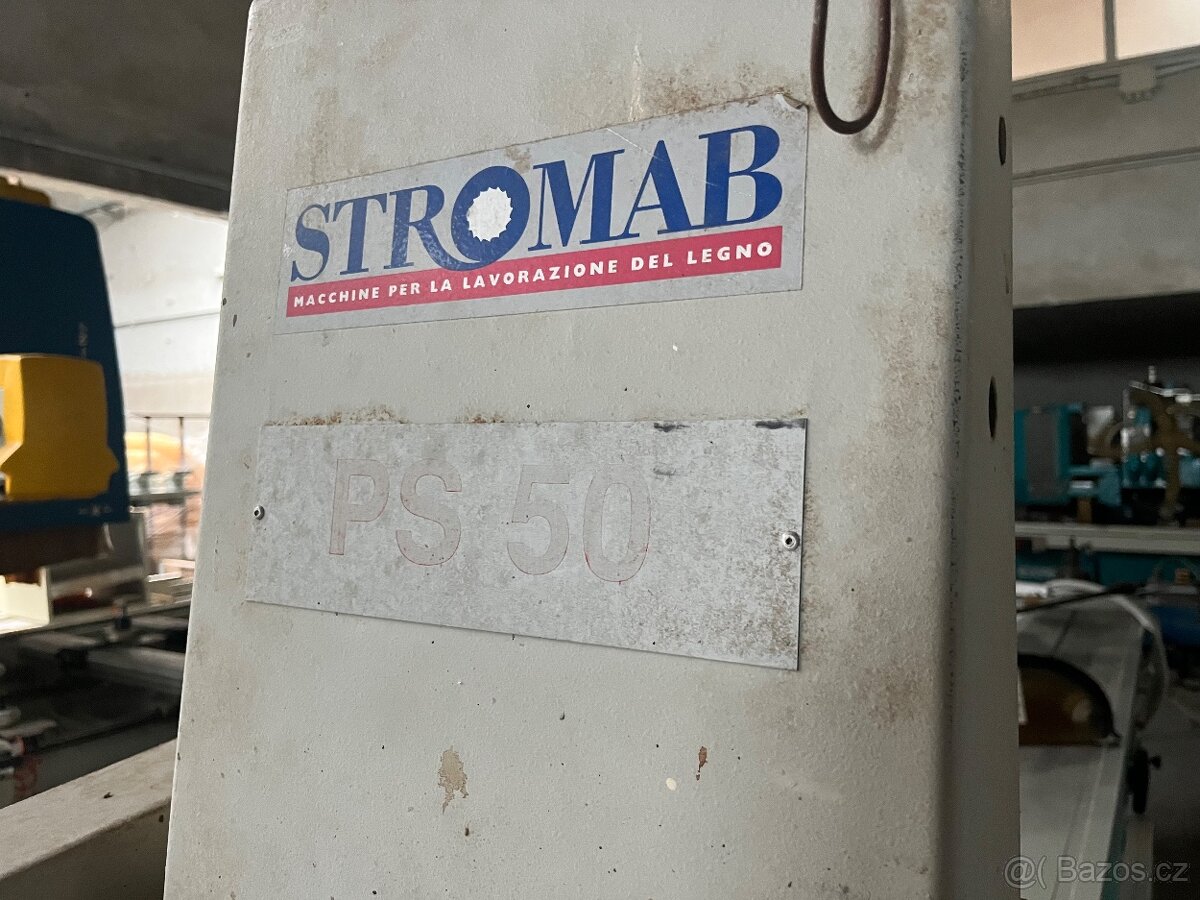 STROMAB
MACCHINE PER LA LAVORAZIONE DEL LEGNO
PS 50
@( Bazos.cz